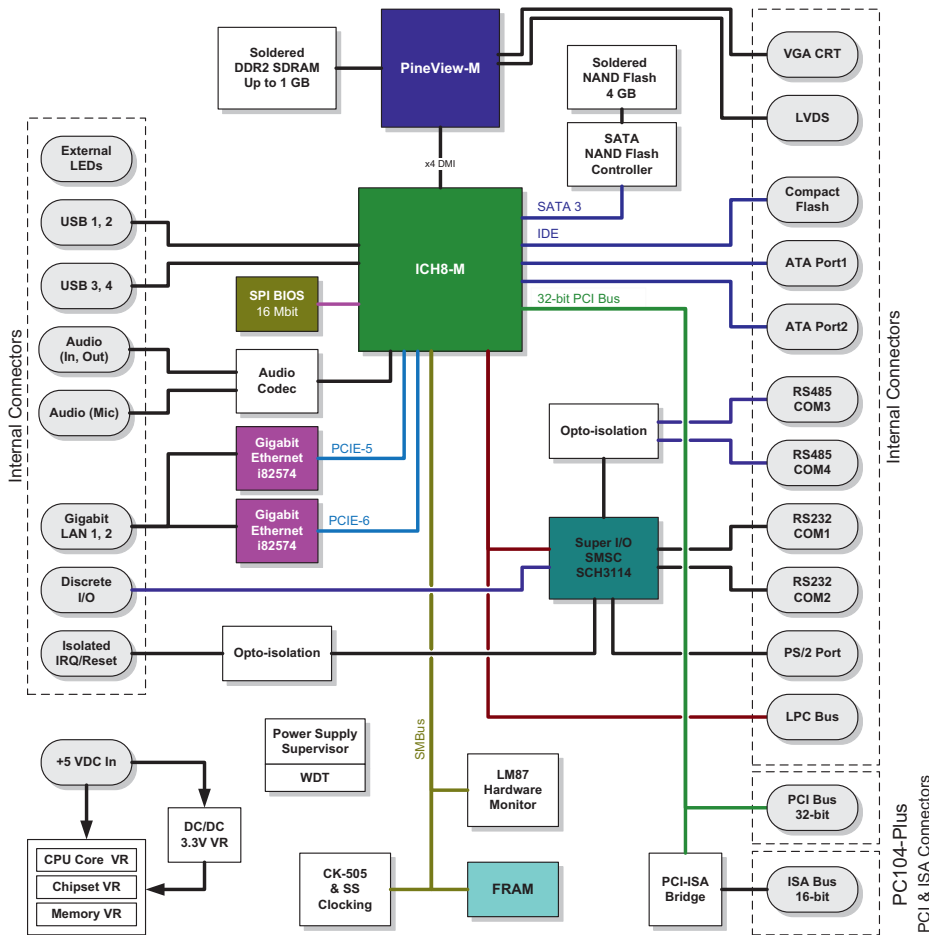 Soldered
DDR2 SDRAM
Up to 1 GB
PineView-M
Soldered
NAND Flash
4 GB
VGA CRT
LVDS
SATA
NAND Flash
Controller
x4 DMI
External
LEDs
USB 1, 2
USB 3, 4
Audio
(In, Out)
Audio (Mic)
Gigabit
LAN 1, 2
Discrete
I/O
Isolated
IRQ/Reset
Internal Connectors
SPI BIOS
16 Mbit
Audio
Codec
Gigabit
Ethernet
i82574
Gigabit
Ethernet
i82574
PCIE-5
PCIE-6
ICH8-M
SATA 3
IDE
32-bit PCI Bus
Compact
Flash
ATA Port1
ATA Port2
Opto-isolation
RS485
COM3
RS485
COM4
Super I/O
SMSC
SCH3114
RS232
COM1
RS232
COM2
PS/2 Port
LPC Bus
Internal Connectors
Opto-isolation
SMBus
Power Supply
Supervisor
WDT
LM87
Hardware
Monitor
CK-505
& SS
Clocking
FRAM
PCI-ISA
Bridge
PCI Bus
32-bit
ISA Bus
16-bit
PC104-Plus
PCI & ISA Connectors
+5 VDC In
DC/DC
3.3V VR
CPU Core VR
Chipset VR
Memory VR